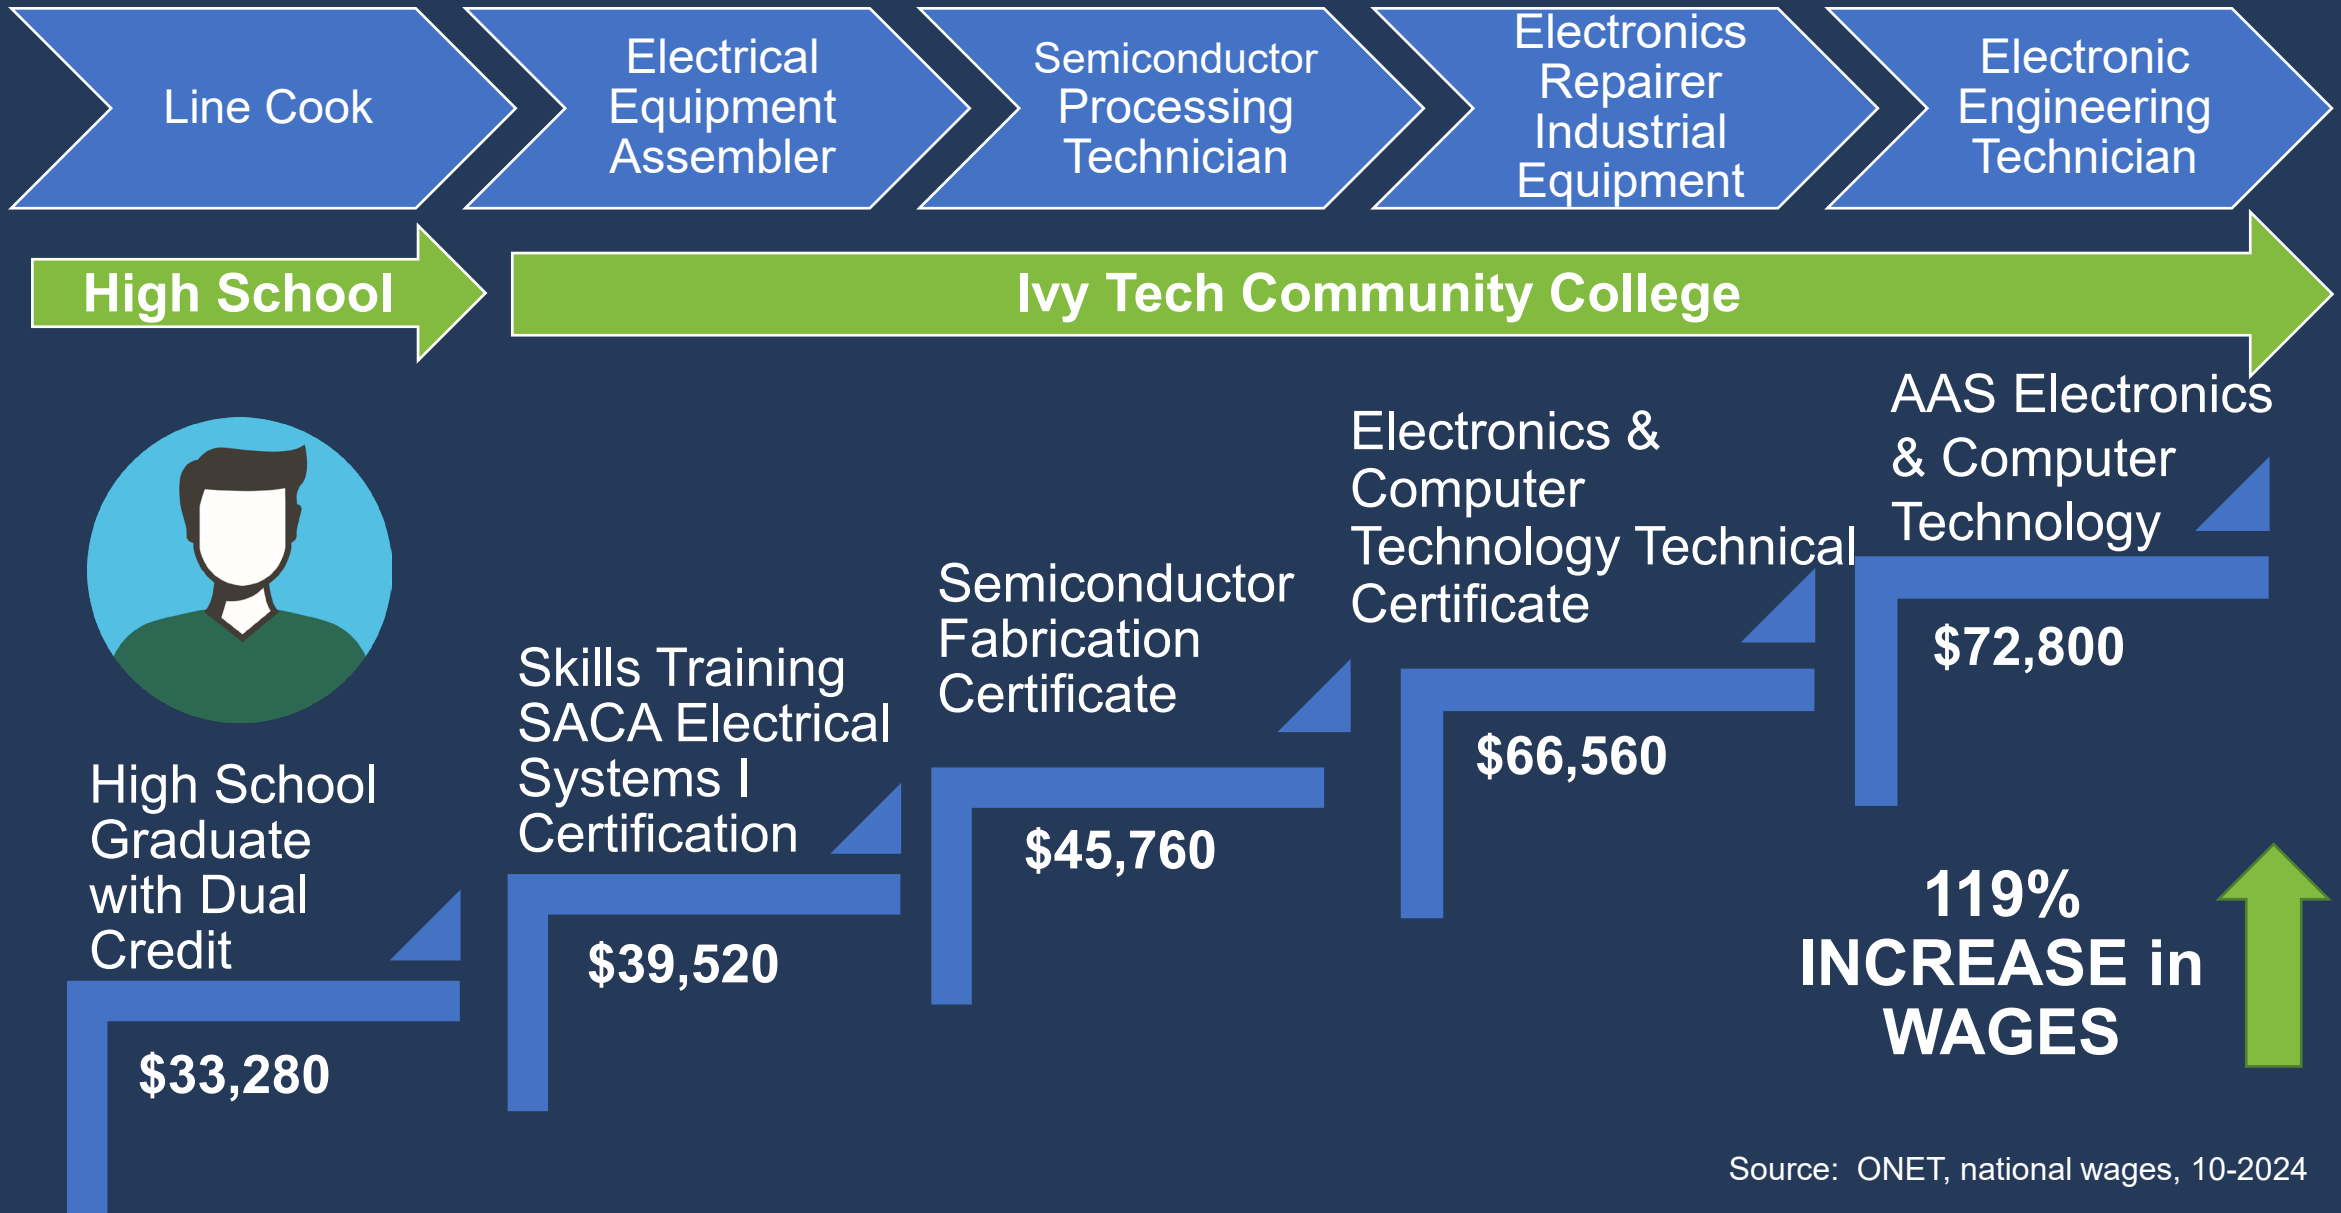 Line Cook
Electrical
Equipment
Assembler
Semiconductor
Processing
Technician
Electronics
Repairer
Industrial
Equipment
Electronic
Engineering
Technician
High School
Ivy Tech Community College
High School
Graduate
with Dual
Credit
$33,280
Skills Training
SACA Electrical
Systems I
Certification
$39,520
Semiconductor
Fabrication
Certificate
$45,760
Electronics &
Computer
Technology Technical
Certificate
$66,560
AAS Electronics
& Computer
Technology
$72,800
119%
INCREASE in
WAGES
Source:  ONET, national wages, 10-2024